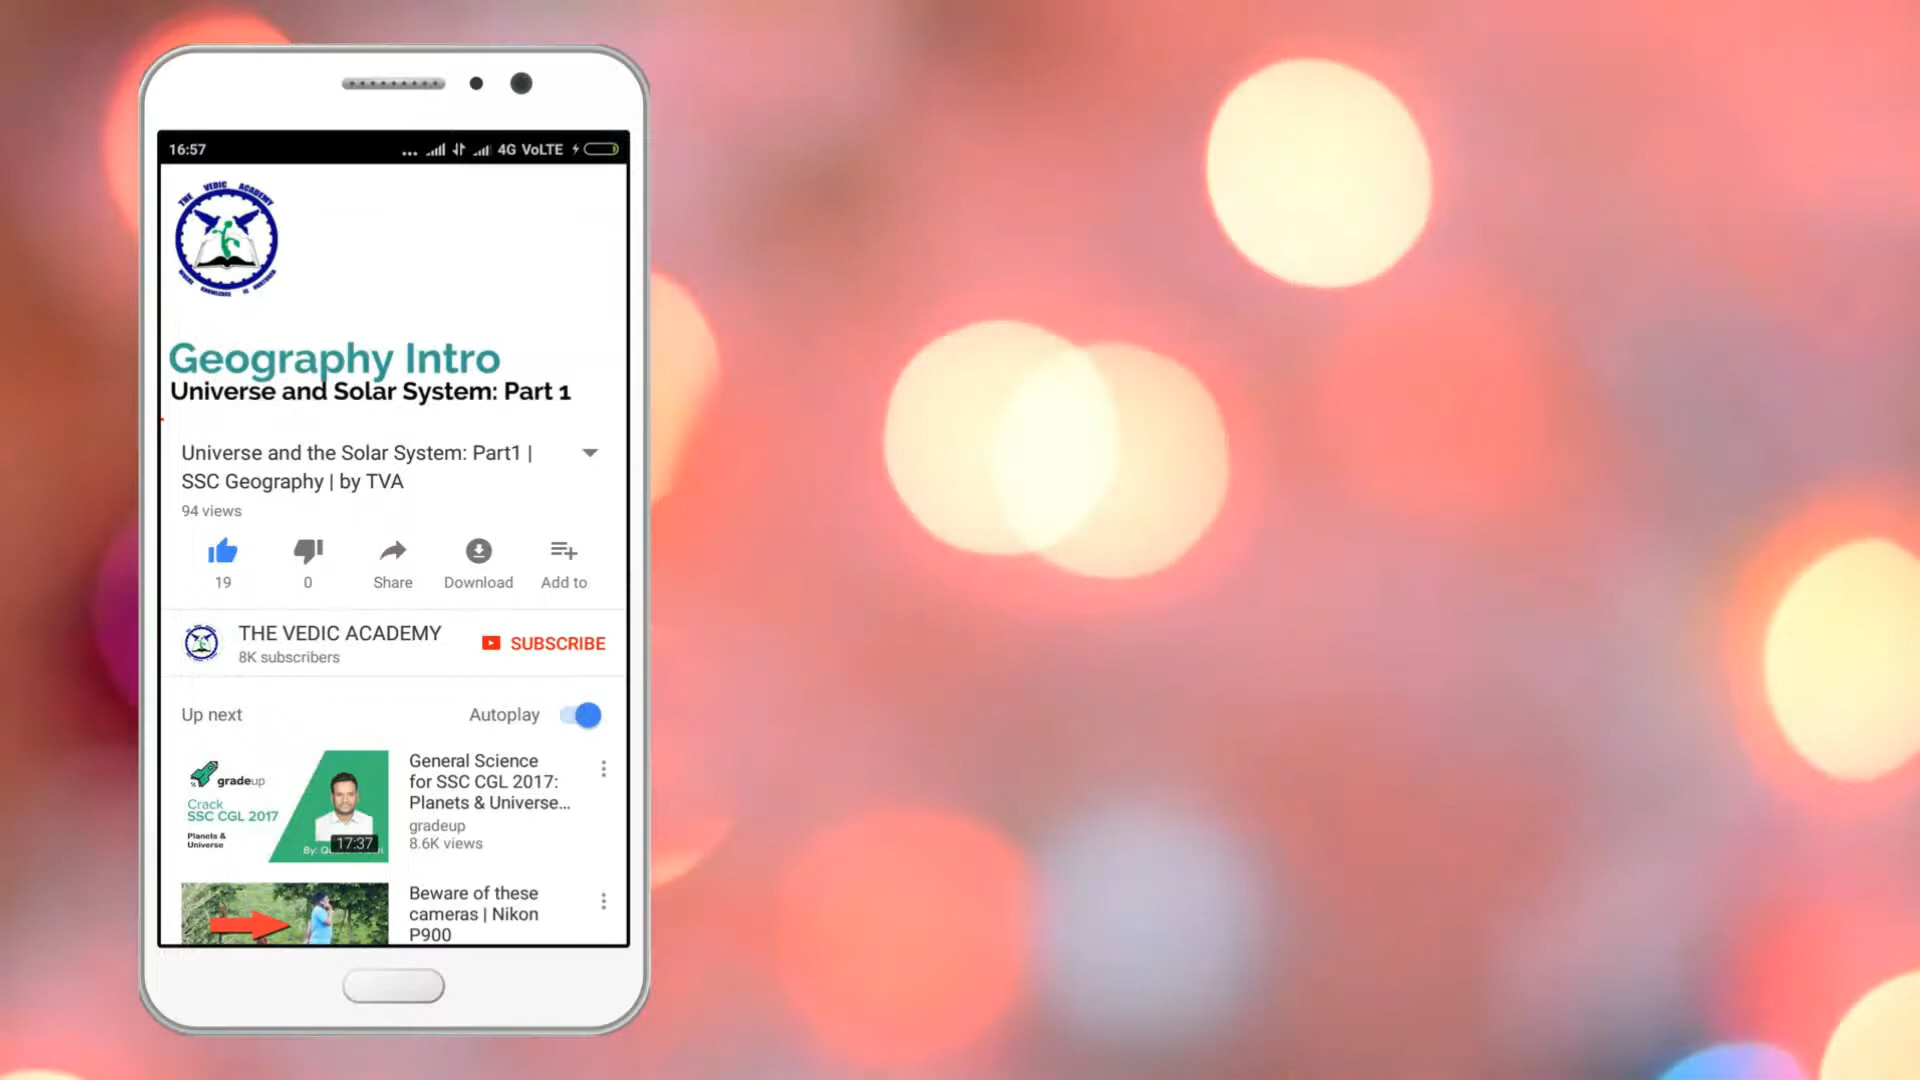 16:57
... 4G VoLTE
THE VEDIC ACADEMY
Geography Intro
Universe and Solar System: Part 1
Universe and the Solar System: Part1 |
SSC Geography | by TVA
94 views
19
0
Share
Download
Add to
THE VEDIC ACADEMY
8K subscribers
SUBSCRIBE
Up next
Autoplay
gradeup
Crack
SSC CGL 2017
Planets &
Universe
17:37
General Science
for SSC CGL 2017:
Planets & Universe...
gradeup
8.6K views
Beware of these
cameras | Nikon
P900